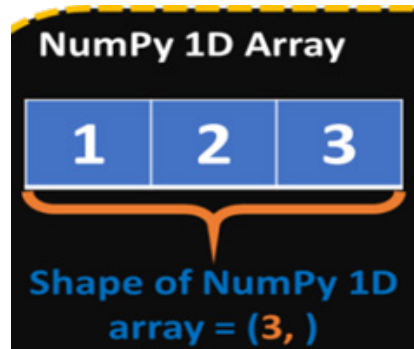 NumPy 1D Array
1 2 3
Shape of NumPy 1D
array = (3, )